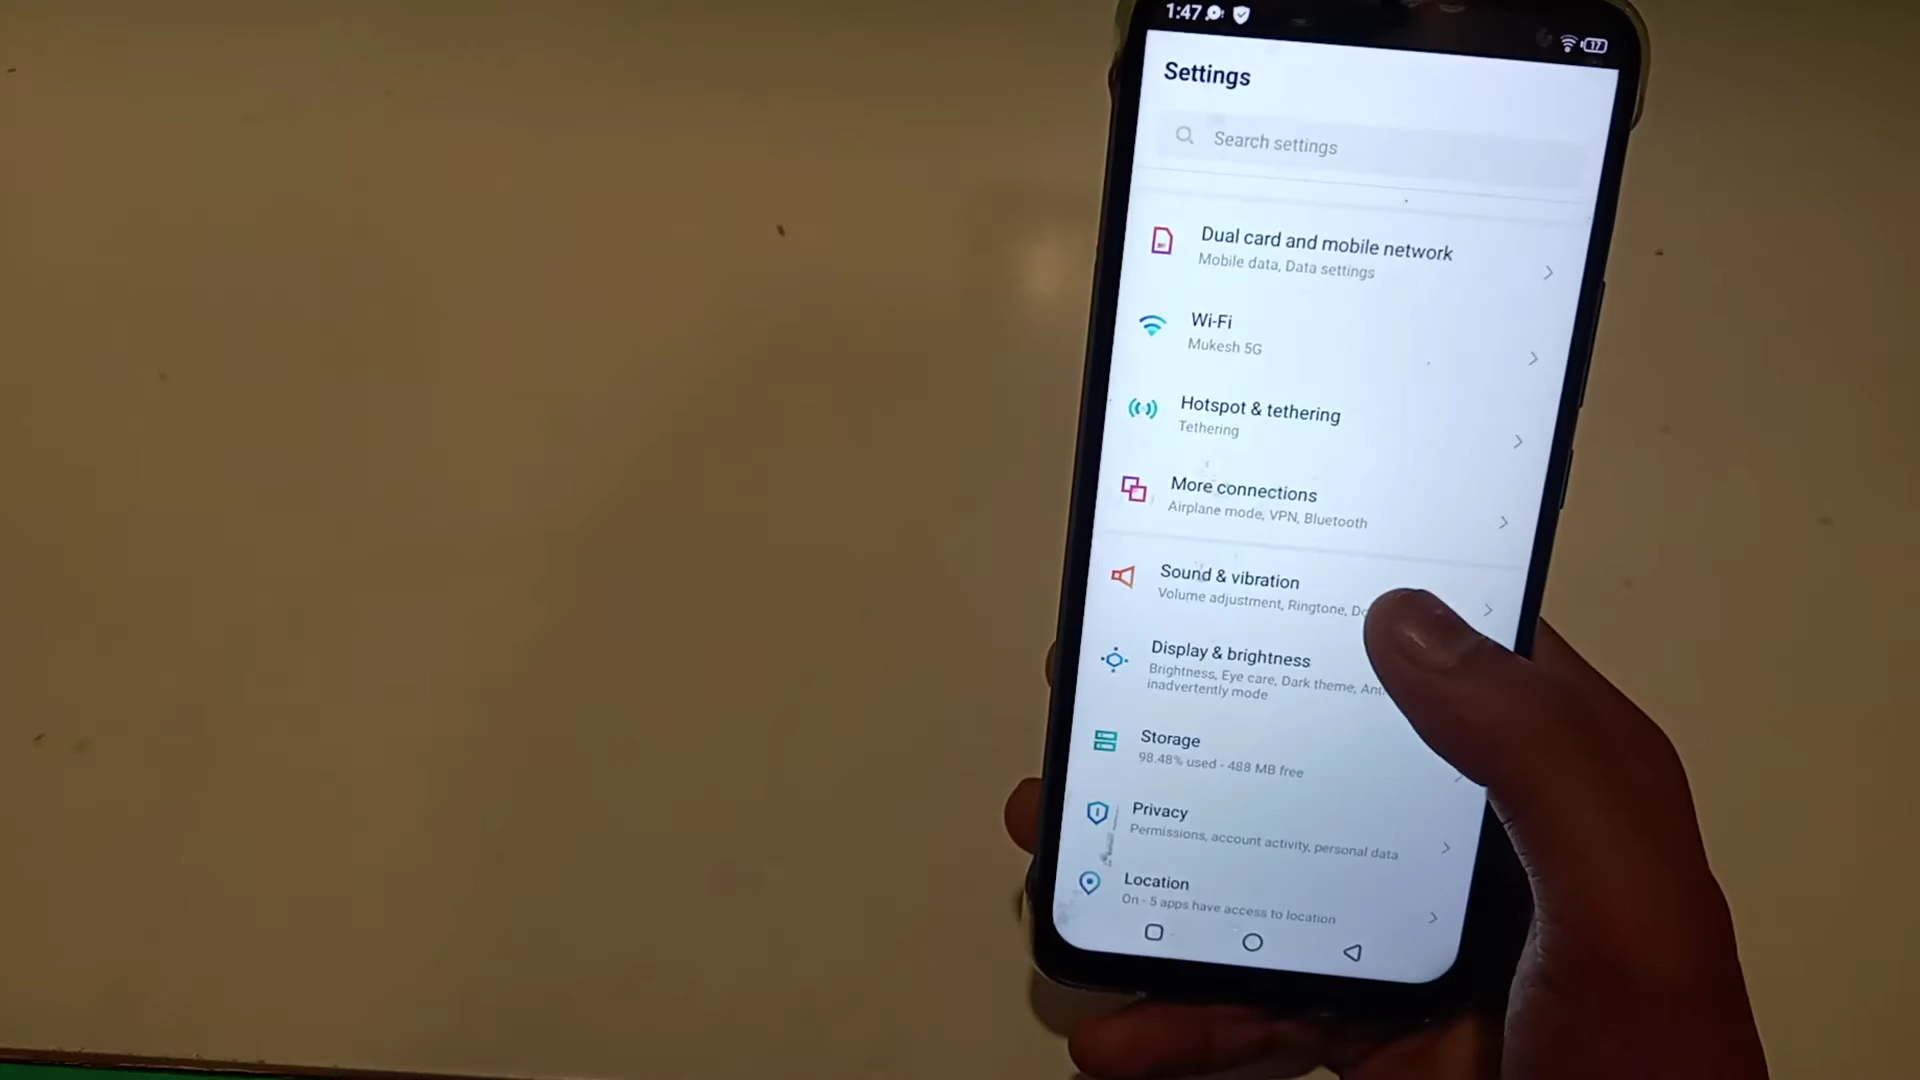 1:47
17
Settings
Search settings
Dual card and mobile network
Mobile data, Data settings
Wi-Fi
Mukesh 5G
Hotspot & tethering
Tethering
More connections
Airplane mode, VPN, Bluetooth
Sound & vibration
Volume adjustment, Ringtone,
Display & brightness
Brightness, Eye care, Dark theme,
inadvertently mode
Storage
98.48% used - 488 MB free
Privacy
Permissions, account activity, personal data
Location
On - 5 apps have access to location